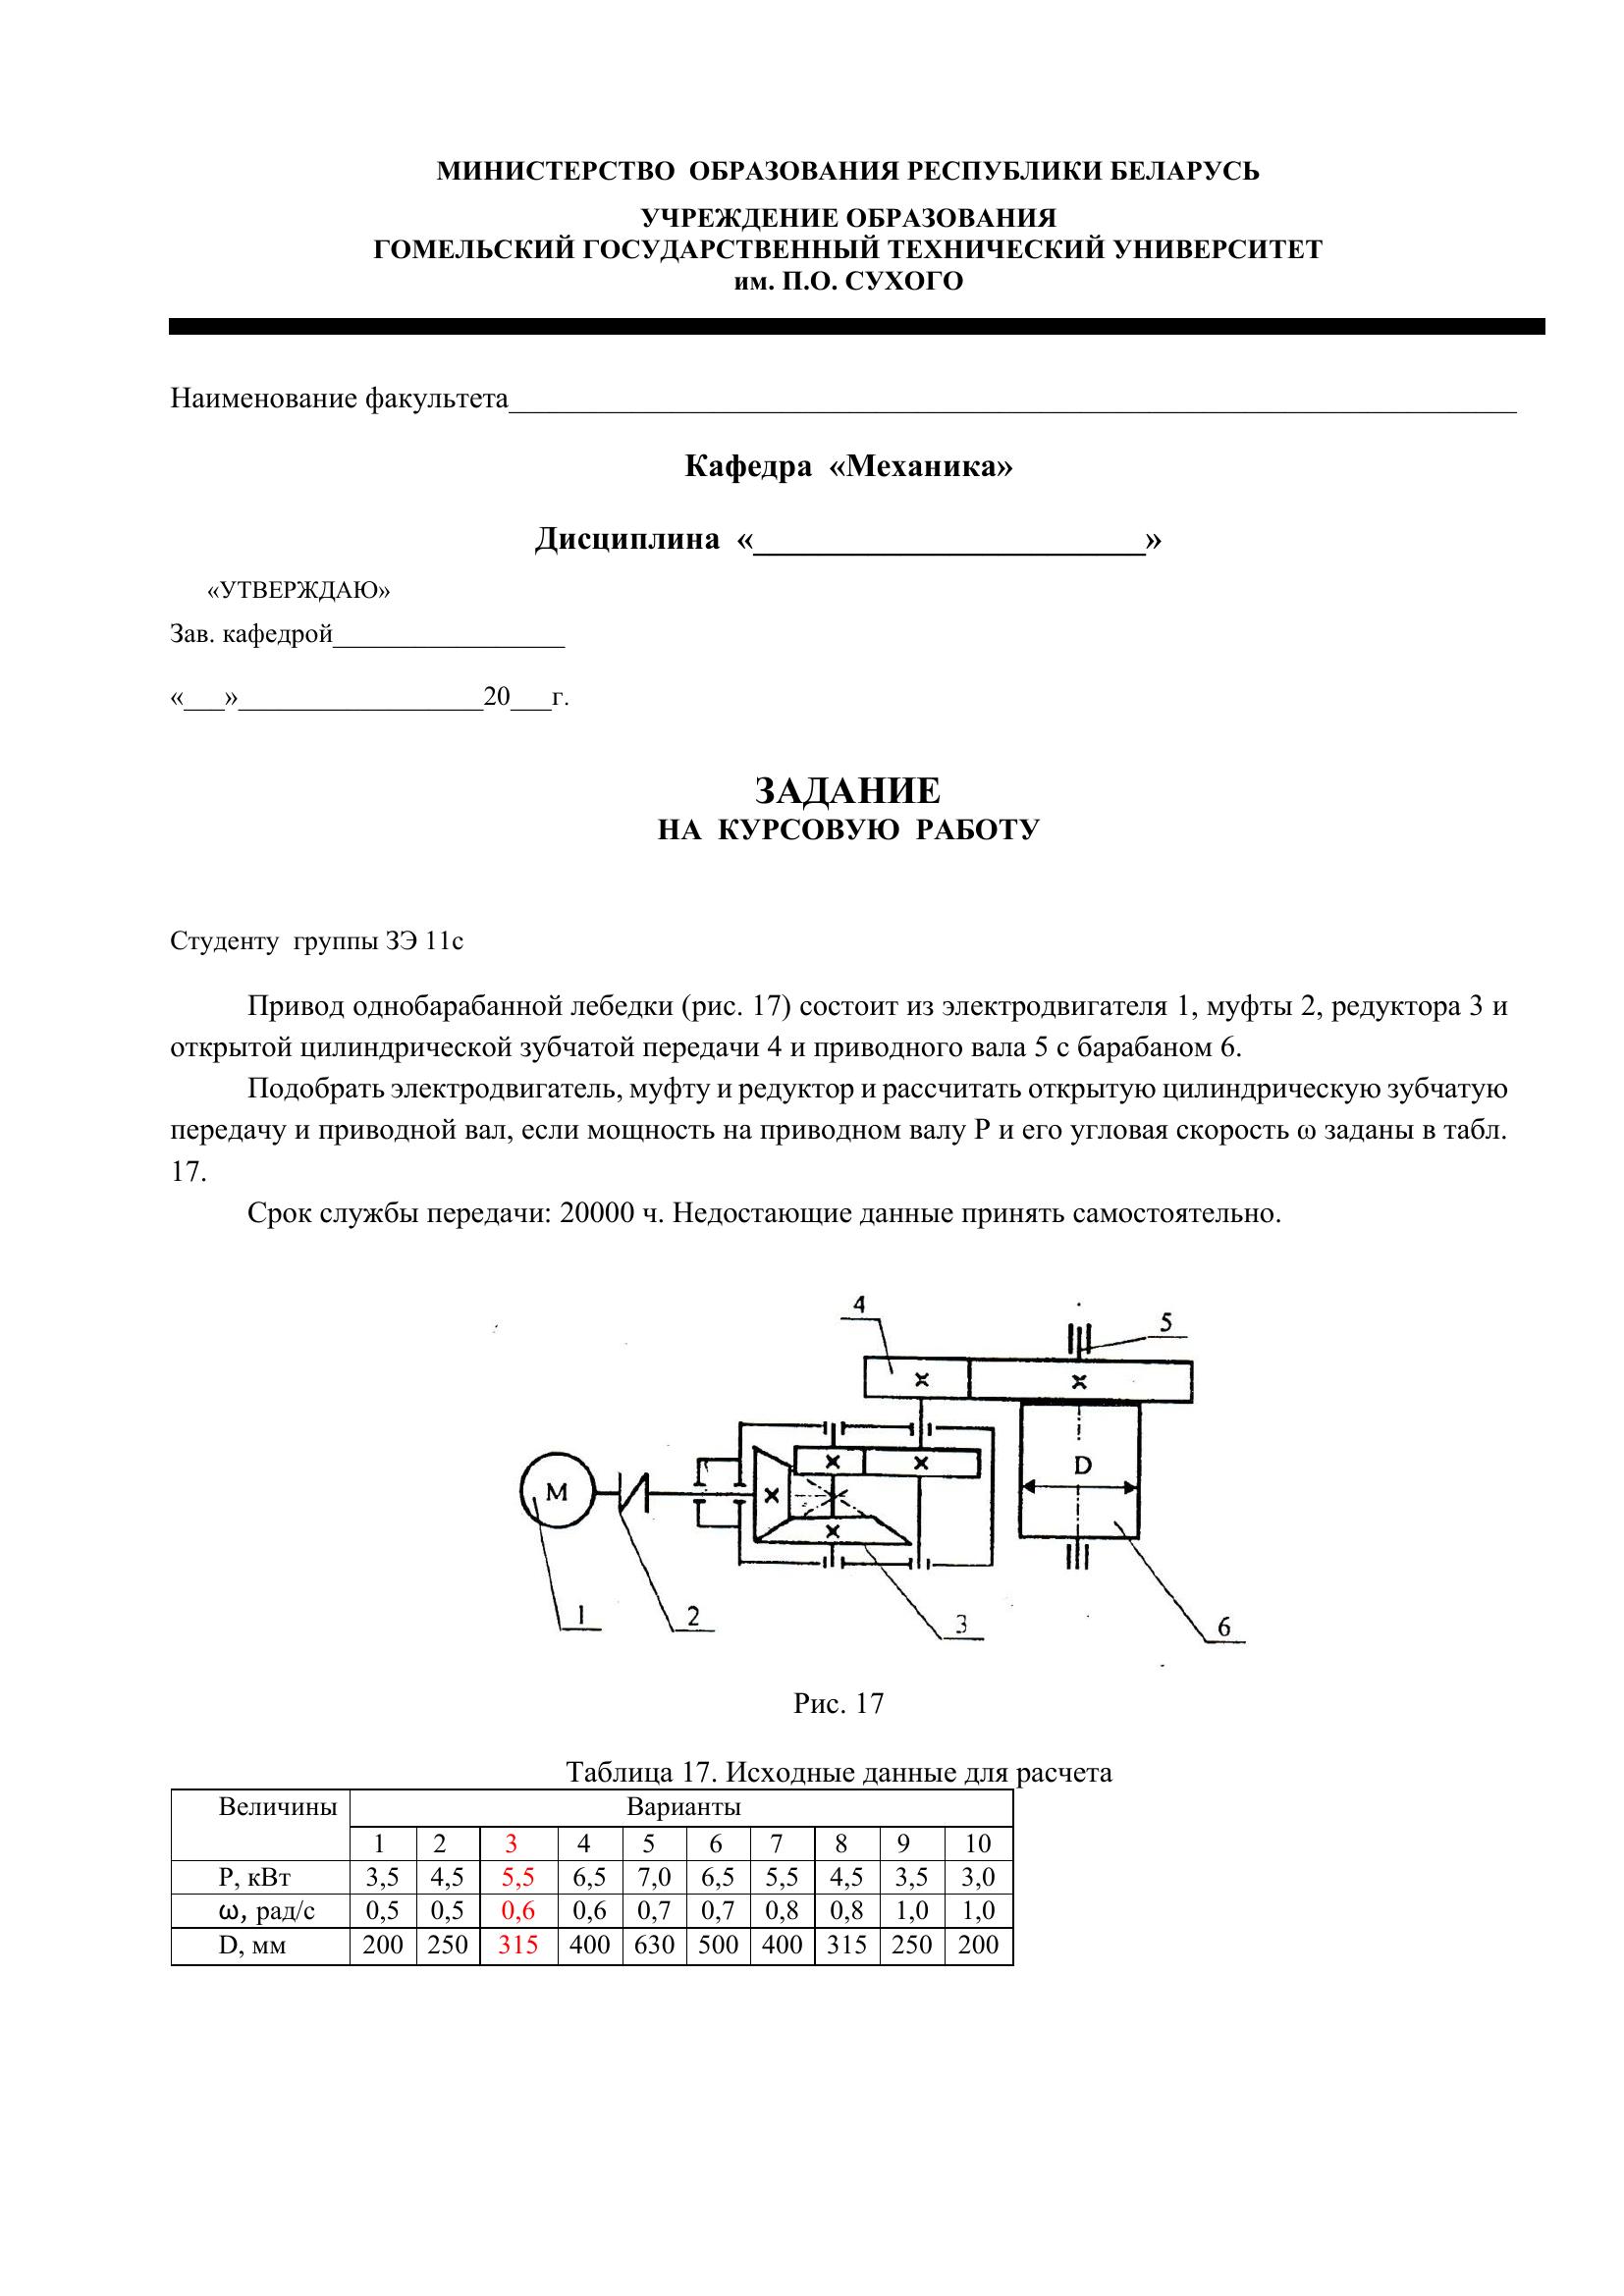 МИНИСТЕРСТВО ОБРАЗОВАНИЯ РЕСПУБЛИКИ БЕЛАРУСЬ
УЧРЕЖДЕНИЕ ОБРАЗОВАНИЯ
ГОМЕЛЬСКИЙ ГОСУДАРСТВЕННЫЙ ТЕХНИЧЕСКИЙ УНИВЕРСИТЕТ
им. П.О. СУХОГО
Наименование факультета____________________
Кафедра «Механика»
Дисциплина «____________________»
«УТВЕРЖДАЮ»
Зав. кафедрой_________________
«___»__________________20___г.
ЗАДАНИЕ
НА КУРСОВУЮ РАБОТУ
Студенту группы ЗЭ 11с
Привод однобарабанной лебедки (рис. 17) состоит из электродвигателя 1, муфты 2, редуктора 3 и
открытой цилиндрической зубчатой передачи 4 и приводного вала 5 с барабаном 6.
Подобрать электродвигатель, муфту и редуктор и рассчитать открытую цилиндрическую зубчатую
передачу и приводной вал, если мощность на приводном валу Р и его угловая скорость ω заданы в табл.
17.
Срок службы передачи: 20000 ч. Недостающие данные принять самостоятельно.
4
5
D
М
1
2
3
6
Рис. 17
Таблица 17. Исходные данные для расчета
Величины Варианты
1 2 3 4 5 6 7 8 9 10
Р, кВт 3,5 4,5 5,5 6,5 7,0 6,5 5,5 4,5 3,5 3,0
ω, рад/с 0,5 0,5 0,6 0,6 0,7 0,7 0,8 0,8 1,0 1,0
D, мм 200 250 315 400 630 500 400 315 250 200